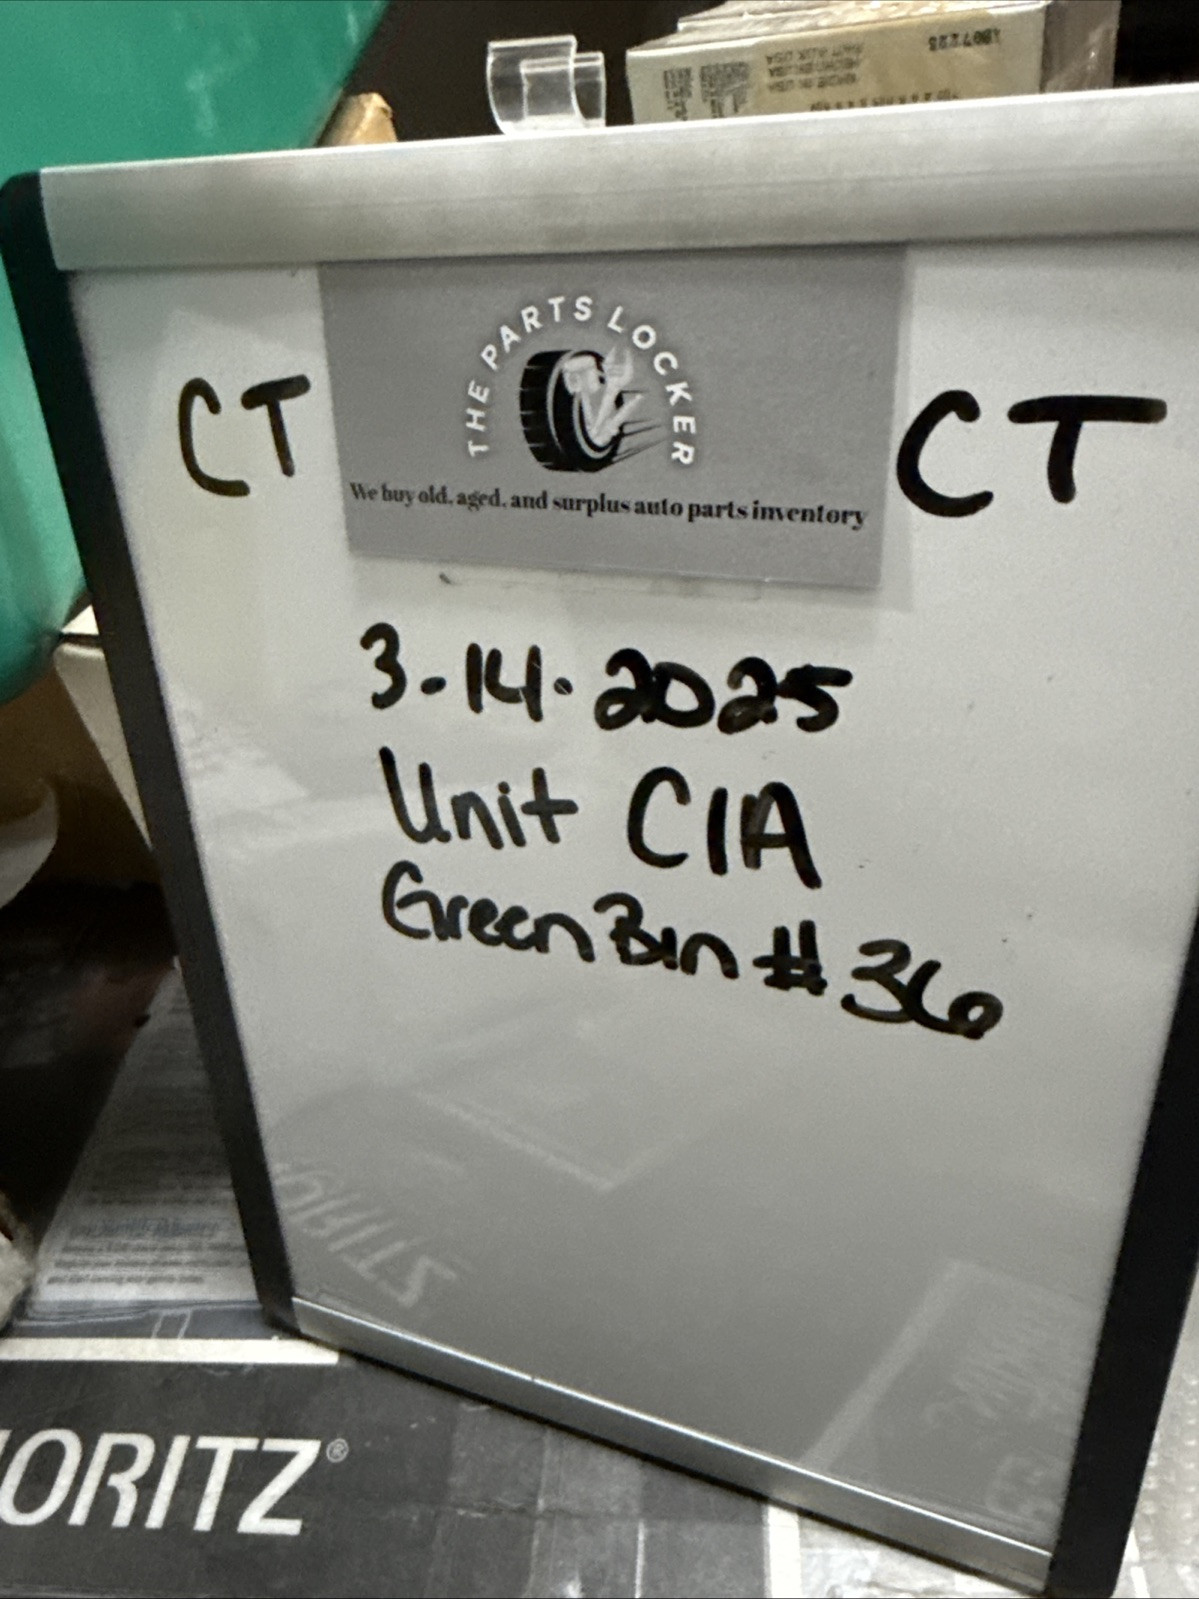 THE PARTS LOCKER
We buy old, aged, and surplus auto parts inventory
CT
CT
3-14-2025
Unit C1A
Green Bin # 36
ORITZ®